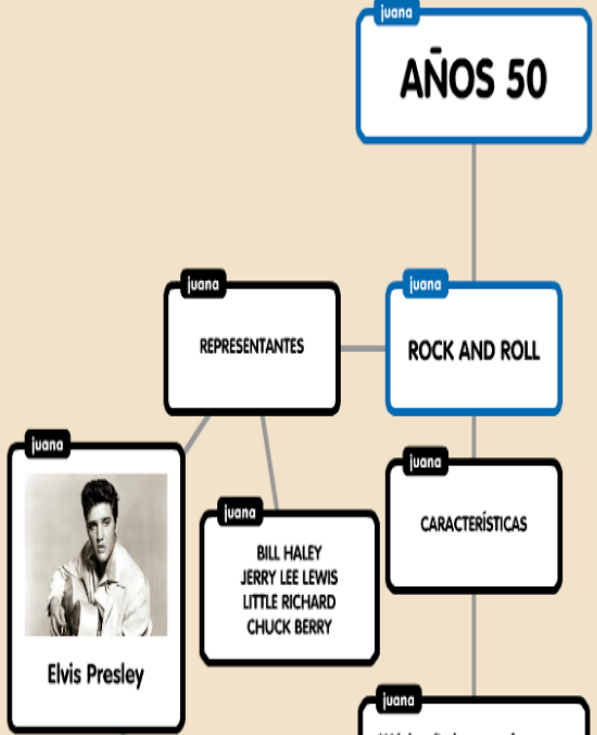 juana
AÑOS 50
juana
REPRESENTANTES
juana
ROCK AND ROLL
juana
Elvis Presley
juana
BILL HALEY
JERRY LEE LEWIS
LITTLE RICHARD
CHUCK BERRY
juana
CARACTERÍSTICAS
juana